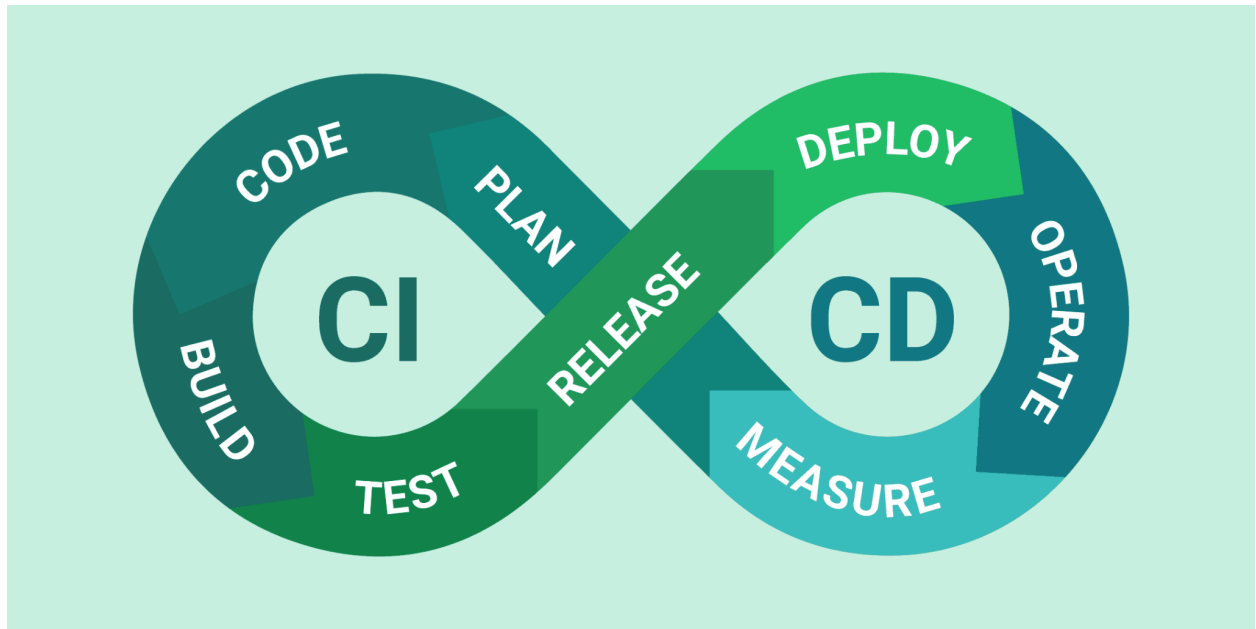 PLAN
CODE
BUILD
TEST
RELEASE
DEPLOY
OPERATE
MEASURE
CI
CD